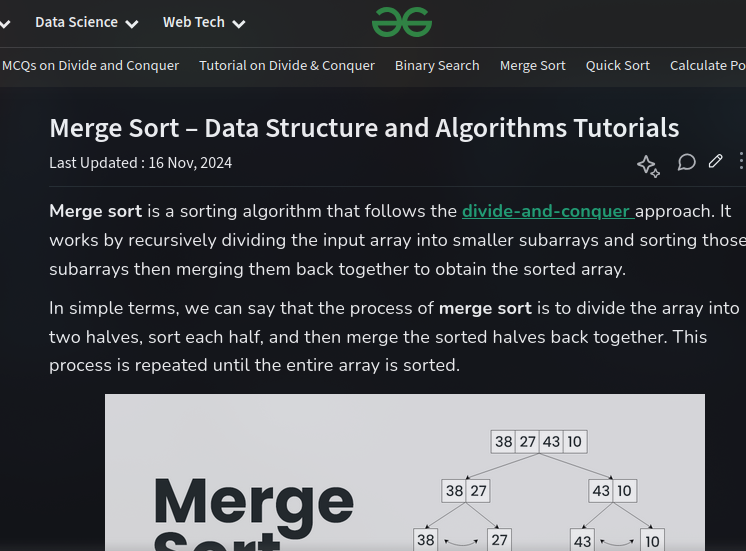 Data Science
Web Tech
MCQs on Divide and Conquer
Tutorial on Divide & Conquer
Binary Search
Merge Sort
Quick Sort
Calculate Po
Merge Sort – Data Structure and Algorithms Tutorials
Last Updated : 16 Nov, 2024
Merge sort is a sorting algorithm that follows the divide-and-conquer approach. It
works by recursively dividing the input array into smaller subarrays and sorting those
subarrays then merging them back together to obtain the sorted array.
In simple terms, we can say that the process of merge sort is to divide the array into
two halves, sort each half, and then merge the sorted halves back together. This
process is repeated until the entire array is sorted.
Merge
Sort
38 27 43 10
38 27
43 10
38
27
43
10